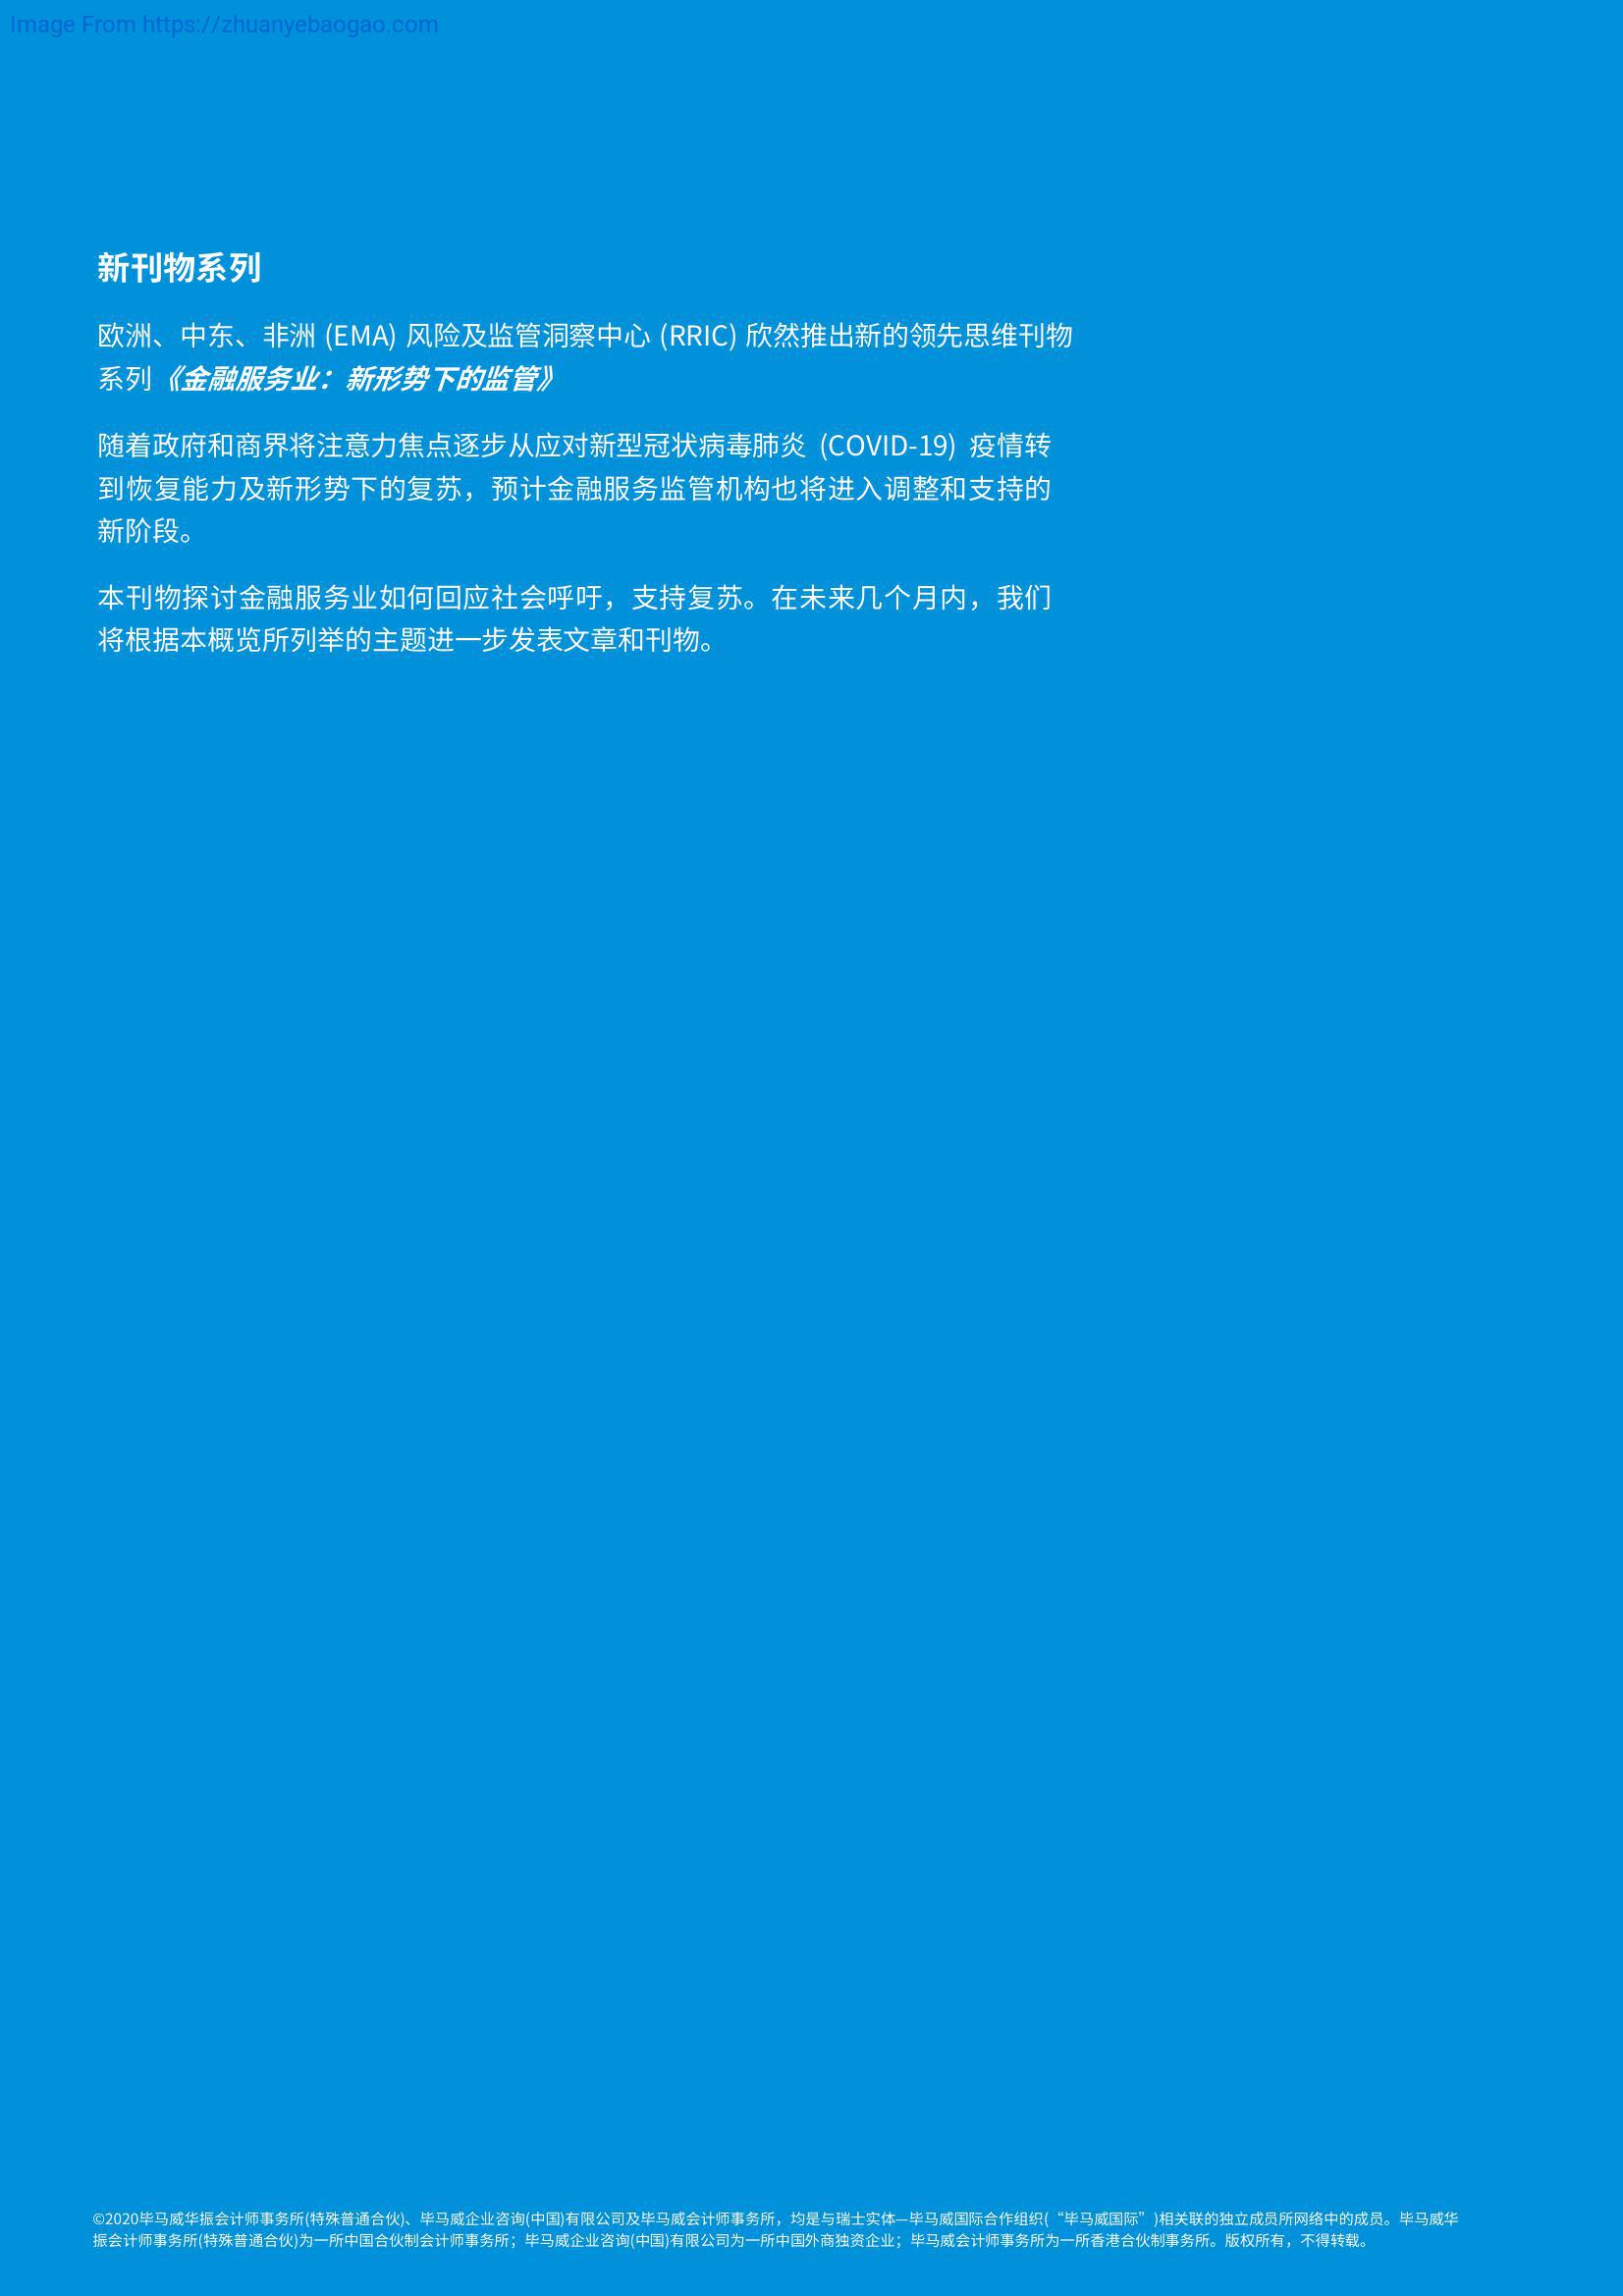 Image From https://zhuanyebaogao.com
新刊物系列
欧洲、中东、非洲 (EMA) 风险及监管洞察中心 (RRIC) 欣然推出新的领先思维刊物
系列《金融服务业：新形势下的监管》
随着政府和商界将注意力焦点逐步从应对新型冠状病毒肺炎 (COVID-19) 疫情转
到恢复能力及新形势下的复苏，预计金融服务监管机构也将进入调整和支持的
新阶段。
本刊物探讨金融服务业如何回应社会呼吁，支持复苏。在未来几个月内，我们
将根据本概览所列举的主题进一步发表文章和刊物。
©2020毕马威华振会计师事务所(特殊普通合伙)、毕马威企业咨询(中国)有限公司及毕马威会计师事务所，均是与瑞士实体—毕马威国际合作组织(“毕马威国际”)相关联的独立成员所网络中的成员。毕马威华
振会计师事务所(特殊普通合伙)为一所中国合伙制会计师事务所；毕马威企业咨询(中国)有限公司为一所中国外商独资企业；毕马威会计师事务所为一所香港合伙制事务所。版权所有，不得转载。